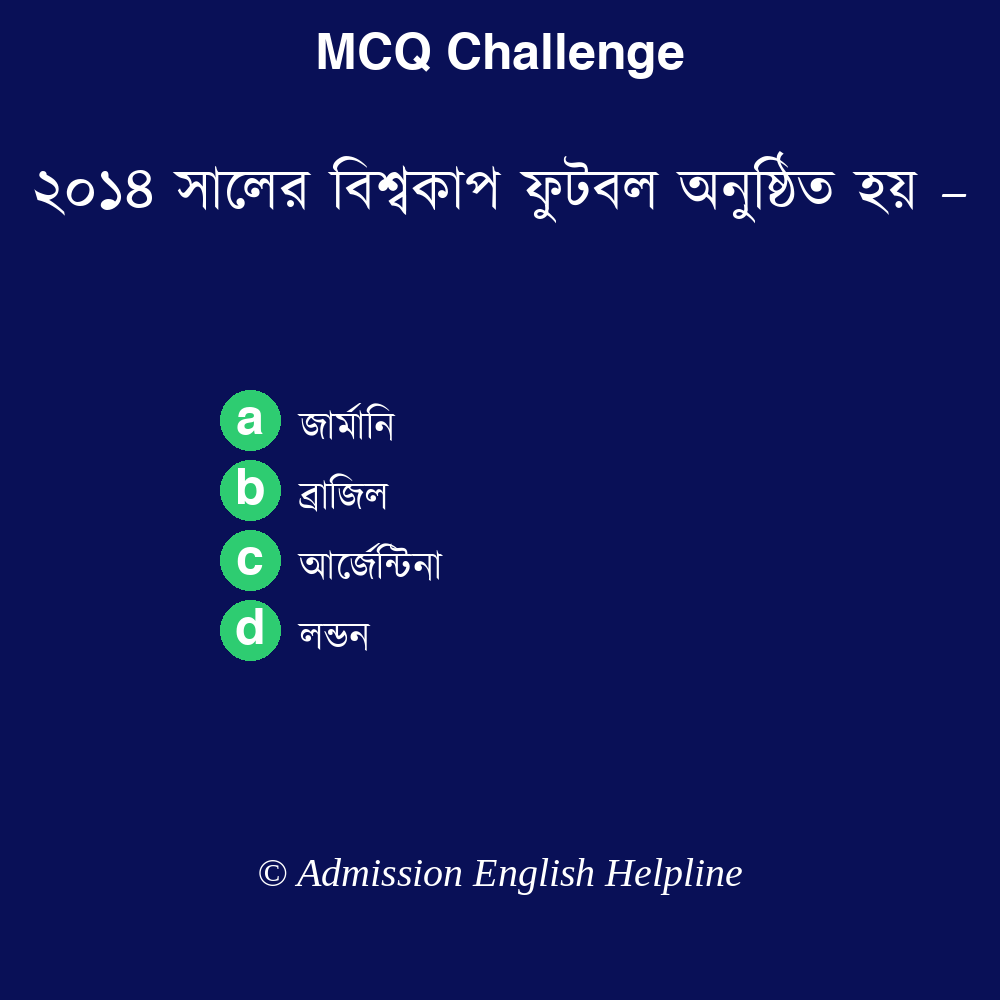 MCQ Challenge
২০১৪ সালের বিশ্বকাপ ফুটবল অনুষ্ঠিত হয় –
a জার্মানি
b ব্রাজিল
c আর্জেন্টিনা
d লন্ডন
© Admission English Helpline